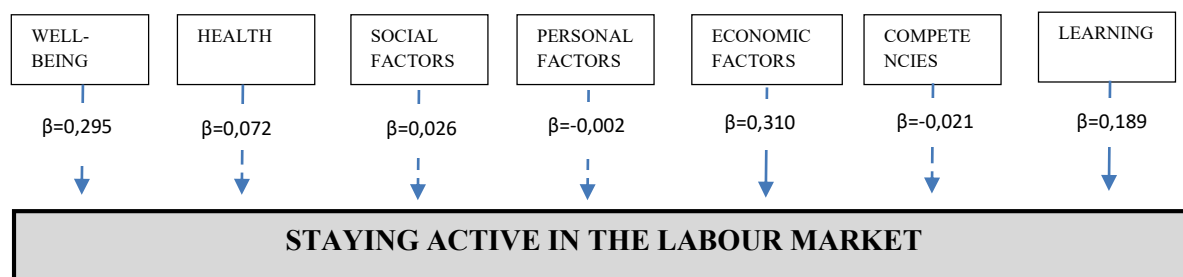 WELL-
BEING
HEALTH
SOCIAL
FACTORS
PERSONAL
FACTORS
ECONOMIC
FACTORS
COMPETE
NCIES
LEARNING
β=0,295
β=0,072
β=0,026
β=-0,002
β=0,310
β=-0,021
β=0,189
STAYING ACTIVE IN THE LABOUR MARKET